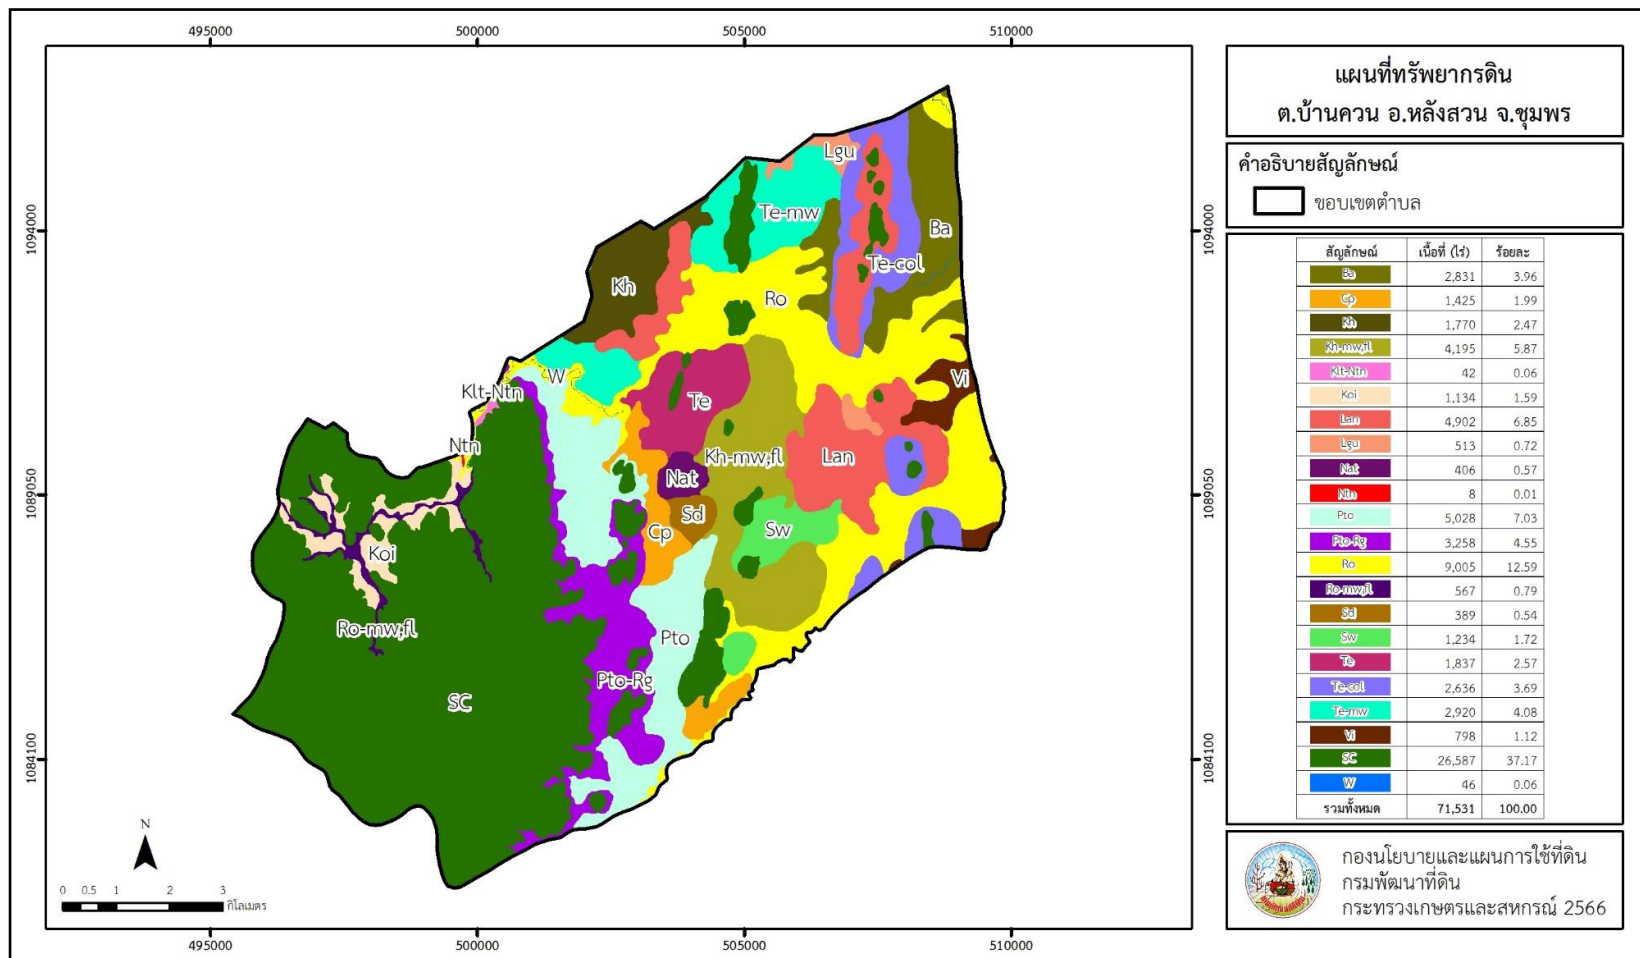 495000 500000 505000 510000
1094000 1094000
1089050 1089050
1084100 1084100
495000 500000 505000 510000
Lgu
Te-mw
Ba
Te-col
Kh
Ro
W
Vi
Klt-Ntn
Te
Ntn
Kh-mw,fl
Lan
Nat
Sd
Cp
Sw
Koi
Ro-mw,fl
Pto
Pto-Rg
SC
N
0 0.5 1 2 3
กิโลเมตร
แผนที่ทรัพยากรดิน
ต.บ้านควน อ.หลังสวน จ.ชุมพร
คำอธิบายสัญลักษณ์
ขอบเขตตำบล
สัญลักษณ์ เนื้อที่ (ไร่) ร้อยละ
Ba 2,831 3.96
Cp 1,425 1.99
Kh 1,770 2.47
Kh-mw,fl 4,195 5.87
Klt-Ntn 42 0.06
Koi 1,134 1.59
Lan 4,902 6.85
Lgu 513 0.72
Nat 406 0.57
Ntn 8 0.01
Pto 5,028 7.03
Pto-Rg 3,258 4.55
Ro 9,005 12.59
Ro-mw,fl 567 0.79
Sd 389 0.54
Sw 1,234 1.72
Te 1,837 2.57
Te-col 2,636 3.69
Te-mw 2,920 4.08
Vi 798 1.12
SC 26,587 37.17
W 46 0.06
รวมทั้งหมด 71,531 100.00
กองนโยบายและแผนการใช้ที่ดิน
กรมพัฒนาที่ดิน
กระทรวงเกษตรและสหกรณ์ 2566